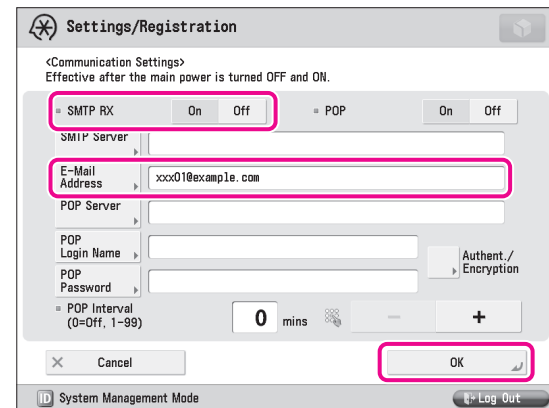 Settings/Registration
<Communication Settings>
Effective after the main power is turned OFF and ON.
SMTP RX On Off POP On Off
SMTP Server
E-Mail
Address xxx01@example.com
POP Server
POP
Login Name
Authent./
Encryption
POP
Password
POP Interval
(0=Off, 1-99) 0 mins − +
Cancel OK
System Management Mode Log Out